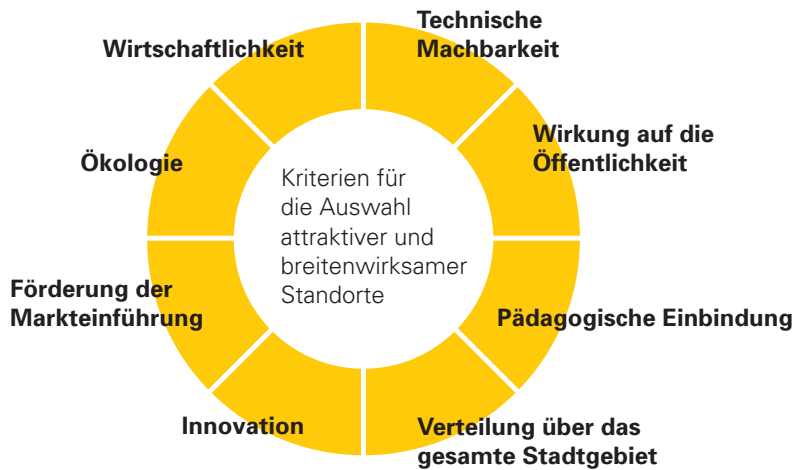 Technische
Machbarkeit
Wirtschaftlichkeit
Wirkung auf die
Öffentlichkeit
Ökologie
Kriterien für
die Auswahl
attraktiver und
breitenwirksamer
Standorte
Förderung der
Markteinführung
Pädagogische Einbindung
Innovation
Verteilung über das
gesamte Stadtgebiet